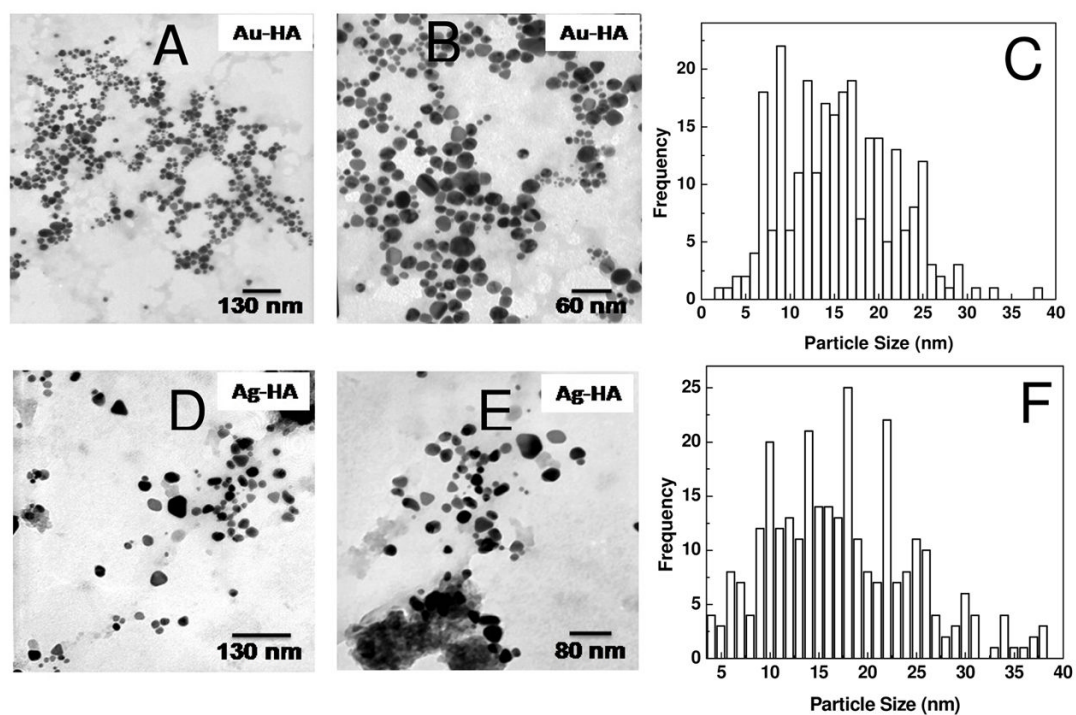 A
Au-HA
130 nm
B
Au-HA
60 nm
C
Frequency
20
15
10
5
0
0 5 10 15 20 25 30 35 40
Particle Size (nm)
D
Ag-HA
130 nm
E
Ag-HA
80 nm
F
Frequency
25
20
15
10
5
0
5 10 15 20 25 30 35 40
Particle Size (nm)